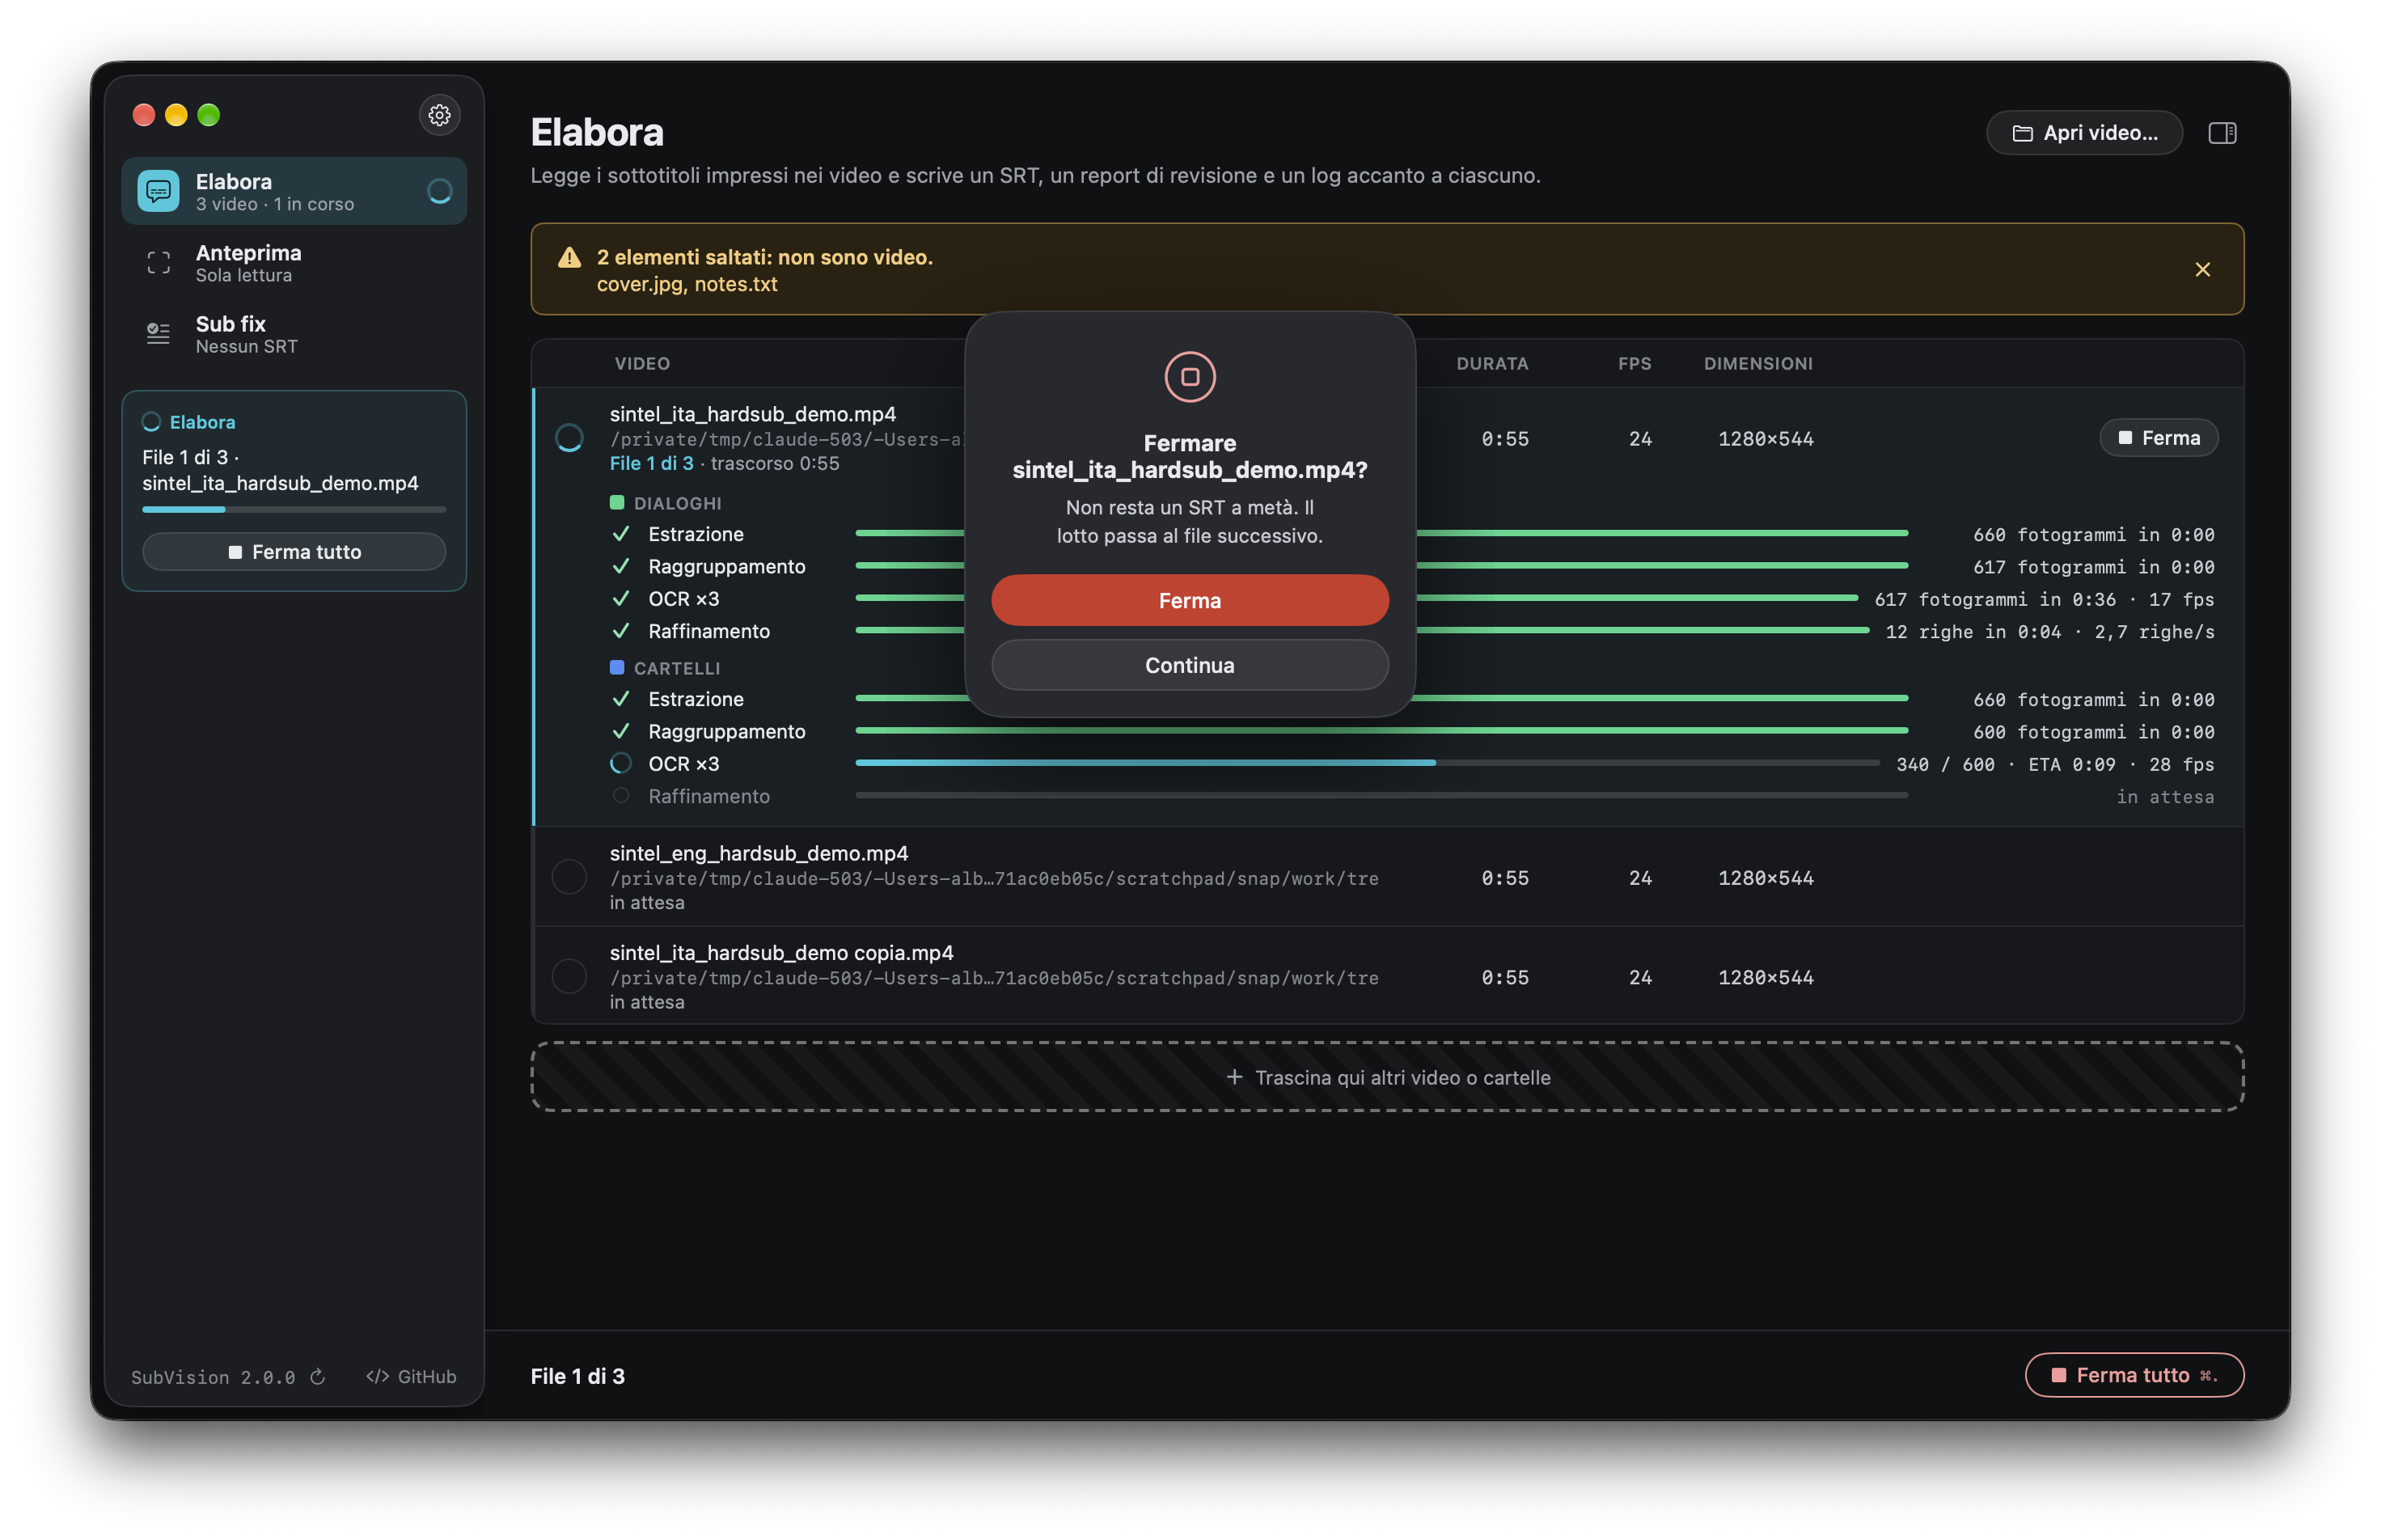 Elabora
3 video · 1 in corso
Anteprima
Sola lettura
Sub fix
Nessun SRT
Elabora
File 1 di 3 ·
sintel_ita_hardsub_demo.mp4
Ferma tutto
SubVision 2.0.0
</> GitHub
Elabora
Legge i sottotitoli impressi nei video e scrive un SRT, un report di revisione e un log accanto a ciascuno.
Apri video…
2 elementi saltati: non sono video.
cover.jpg, notes.txt
VIDEO DURATA FPS DIMENSIONI
sintel_ita_hardsub_demo.mp4
/private/tmp/claude-503/-Users-a
0:55 24 1280×544
Ferma
File 1 di 3 · trascorso 0:55
DIALOGHI
Estrazione 660 fotogrammi in 0:00
Raggruppamento 617 fotogrammi in 0:00
OCR ×3 617 fotogrammi in 0:36 · 17 fps
Raffinamento 12 righe in 0:04 · 2,7 righe/s
CARTELLI
Estrazione 660 fotogrammi in 0:00
Raggruppamento 600 fotogrammi in 0:00
OCR ×3 340 / 600 · ETA 0:09 · 28 fps
Raffinamento in attesa
Fermare
sintel_ita_hardsub_demo.mp4?
Non resta un SRT a metà. Il
lotto passa al file successivo.
Ferma
Continua
sintel_eng_hardsub_demo.mp4
/private/tmp/claude-503/-Users-alb…71ac0eb05c/scratchpad/snap/work/tre
0:55 24 1280×544
in attesa
sintel_ita_hardsub_demo copia.mp4
/private/tmp/claude-503/-Users-alb…71ac0eb05c/scratchpad/snap/work/tre
0:55 24 1280×544
in attesa
+ Trascina qui altri video o cartelle
File 1 di 3
Ferma tutto ⌘.